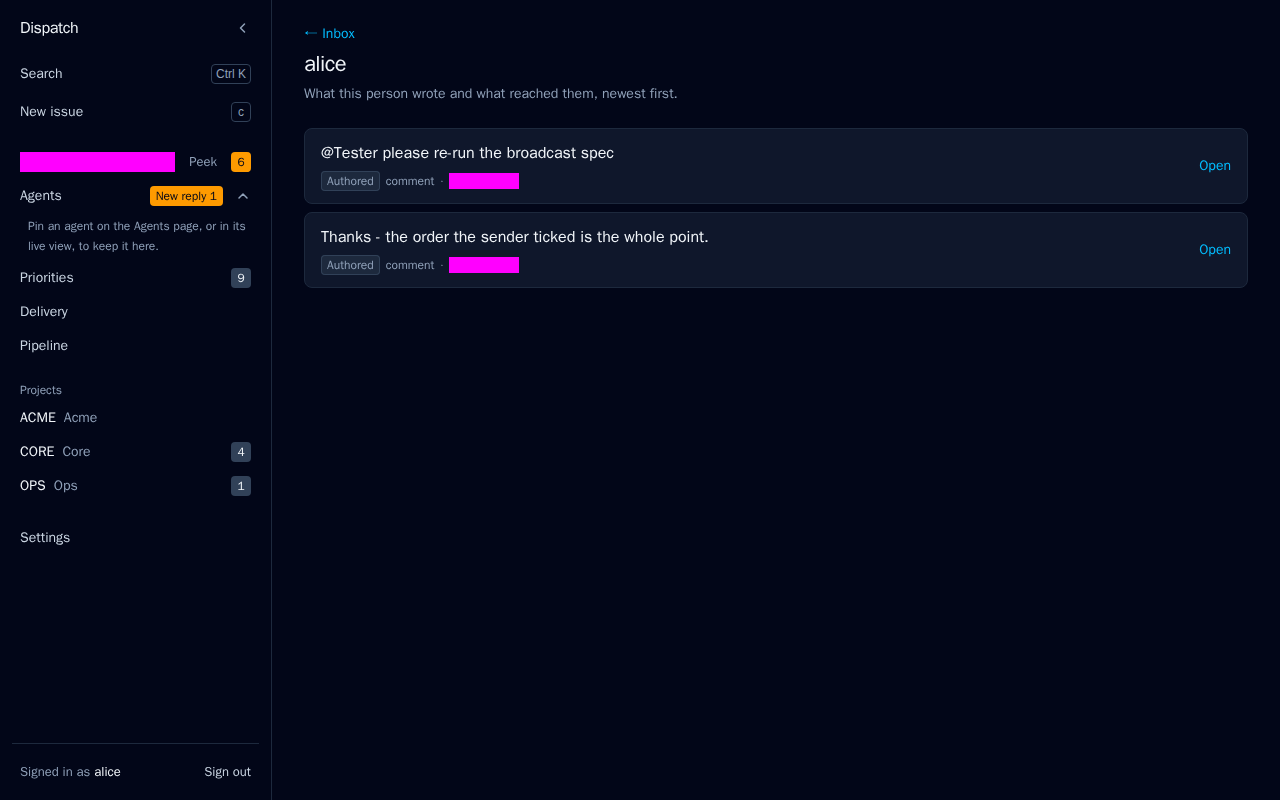 Dispatch
Search Ctrl K
New issue c
Peek 6
Agents New reply 1
Pin an agent on the Agents page, or in its
live view, to keep it here.
Priorities 9
Delivery
Pipeline
Projects
ACME Acme
CORE Core 4
OPS Ops 1
Settings
Signed in as alice Sign out
← Inbox
alice
What this person wrote and what reached them, newest first.
@Tester please re-run the broadcast spec
Authored comment ·
Open
Thanks - the order the sender ticked is the whole point.
Authored comment ·
Open